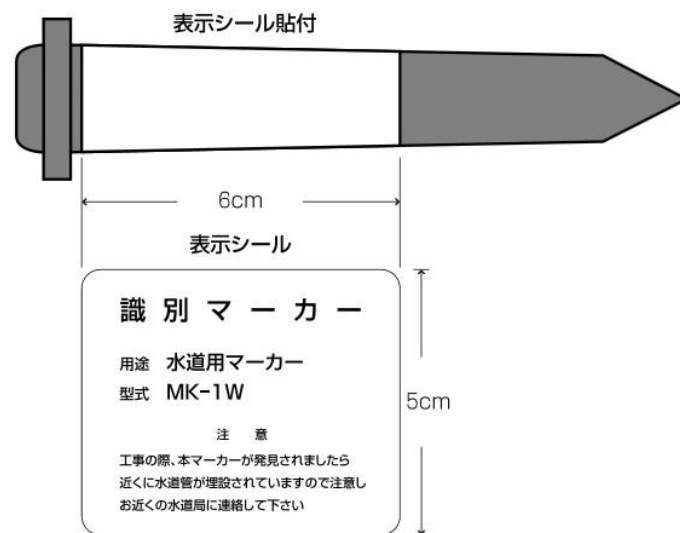 表示シール貼付
6cm
表示シール
識別マーカー
用途 水道用マーカー
型式 MK-1W
5cm
注 意
工事の際、本マーカーが発見されましたら
近くに水道管が埋設されていますので注意し
お近くの水道局に連絡して下さい